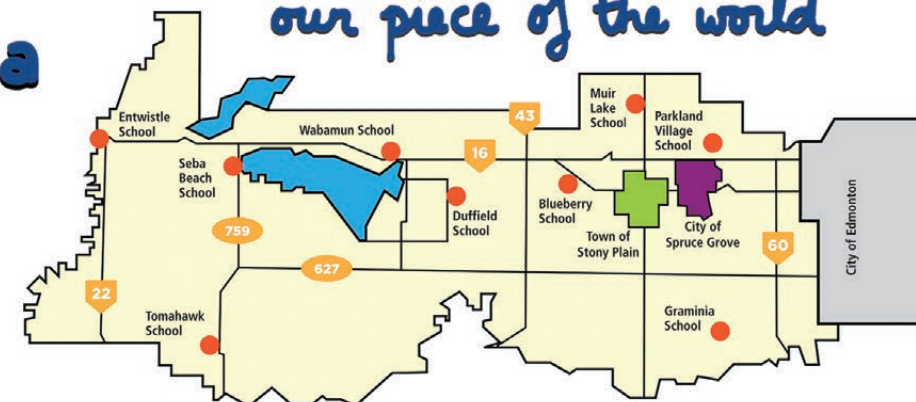 our piece of the world
a
Muir
Lake
School
43
Parkland
Village
School
Entwistle
School
Wabamun School
16
Seba
Beach
School
Duffield
School
Blueberry
School
759
Town of
Stony Plain
City of
Spruce Grove
60
City of Edmonton
627
22
Tomahawk
School
Graminia
School